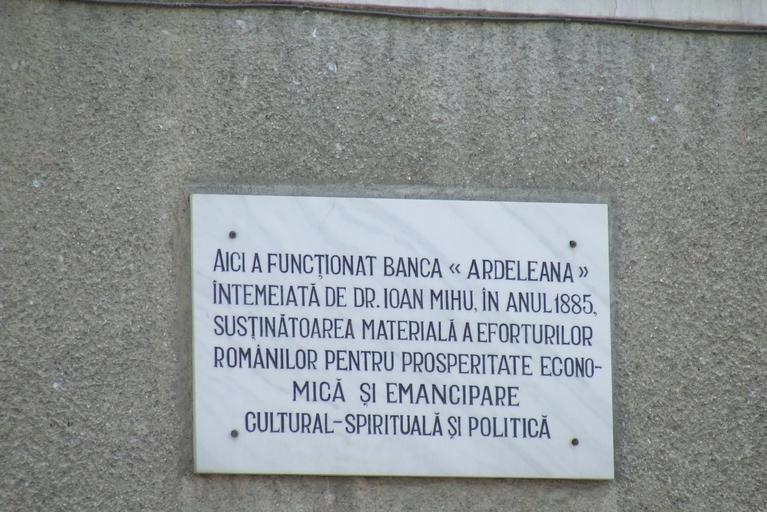 AICI A FUNCȚIONAT BANCA « ARDELEANA »
ÎNTEMEIATĂ DE DR. IOAN MIHU, ÎN ANUL 1885,
SUSȚINĂTOAREA MATERIALĂ A EFORTURILOR
ROMÂNILOR PENTRU PROSPERITATE ECONO-
MICĂ ȘI EMANCIPARE
CULTURAL-SPIRITUALĂ ȘI POLITICĂ